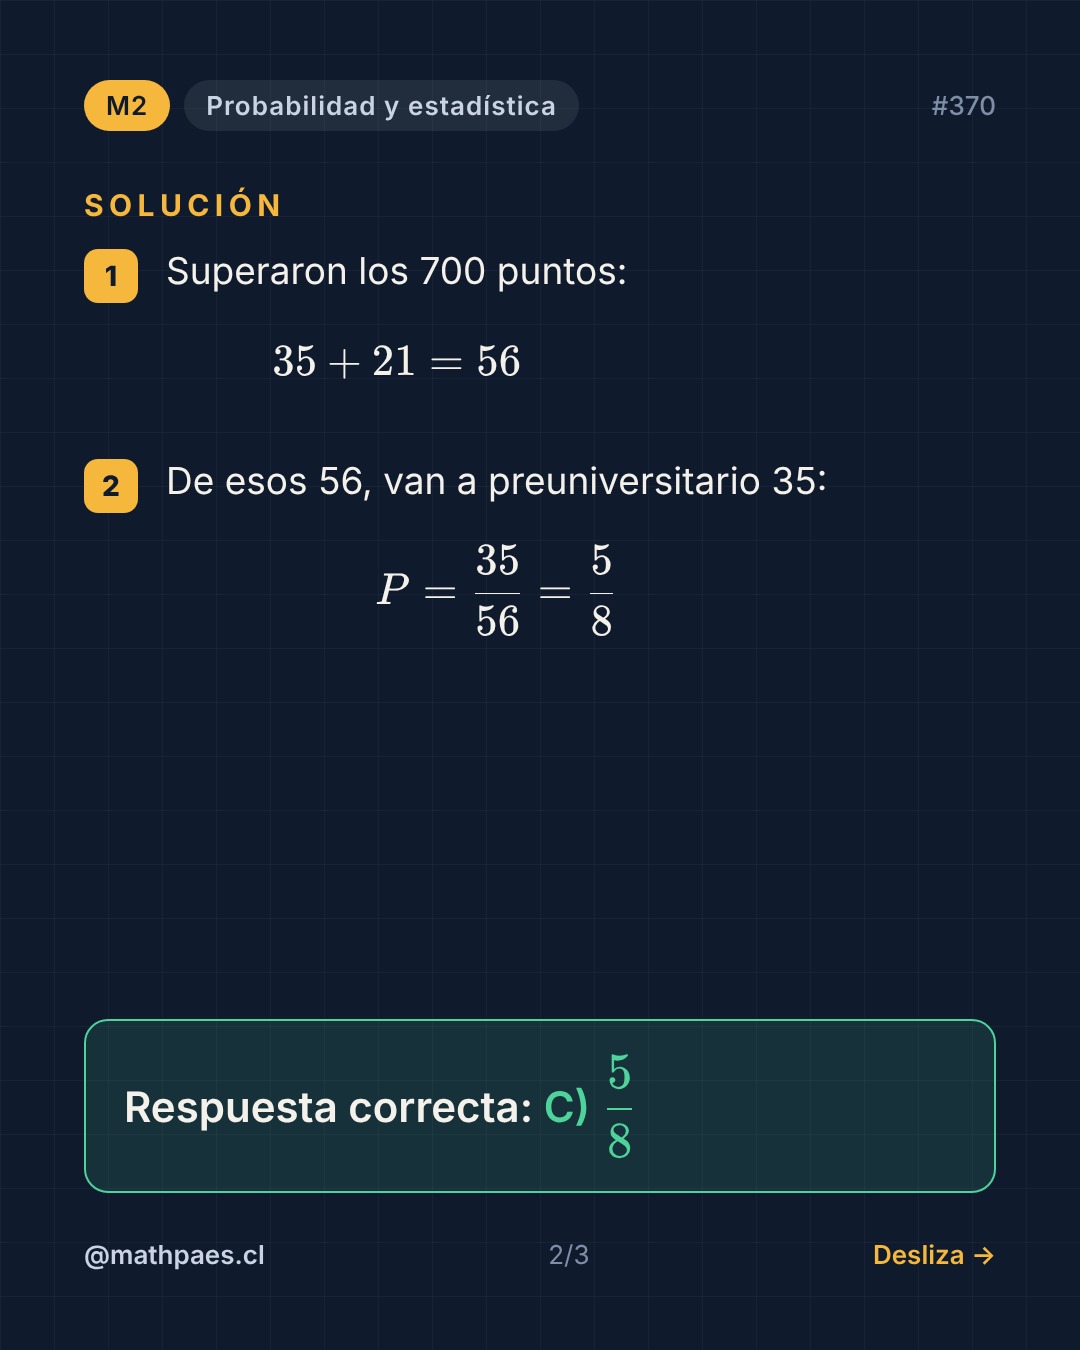 M2 Probabilidad y estadística #370
SOLUCIÓN
1 Superaron los 700 puntos:
35 + 21 = 56
2 De esos 56, van a preuniversitario 35:
P = 35/56 = 5/8
Respuesta correcta: C) 5/8
@mathpaes.cl 2/3 Desliza →